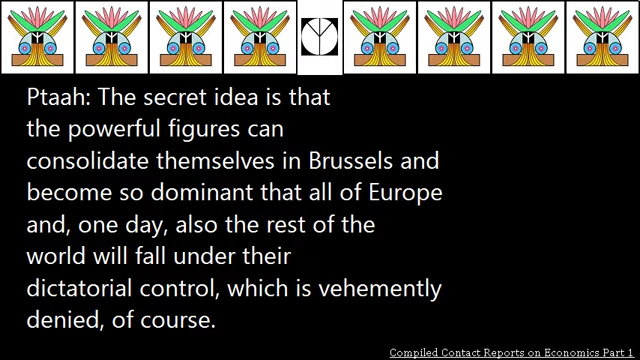 Ptaah: The secret idea is that
the powerful figures can
consolidate themselves in Brussels and
become so dominant that all of Europe
and, one day, also the rest of the
world will fall under their
dictatorial control, which is vehemently
denied, of course.
Compiled Contact Reports on Economics Part 1